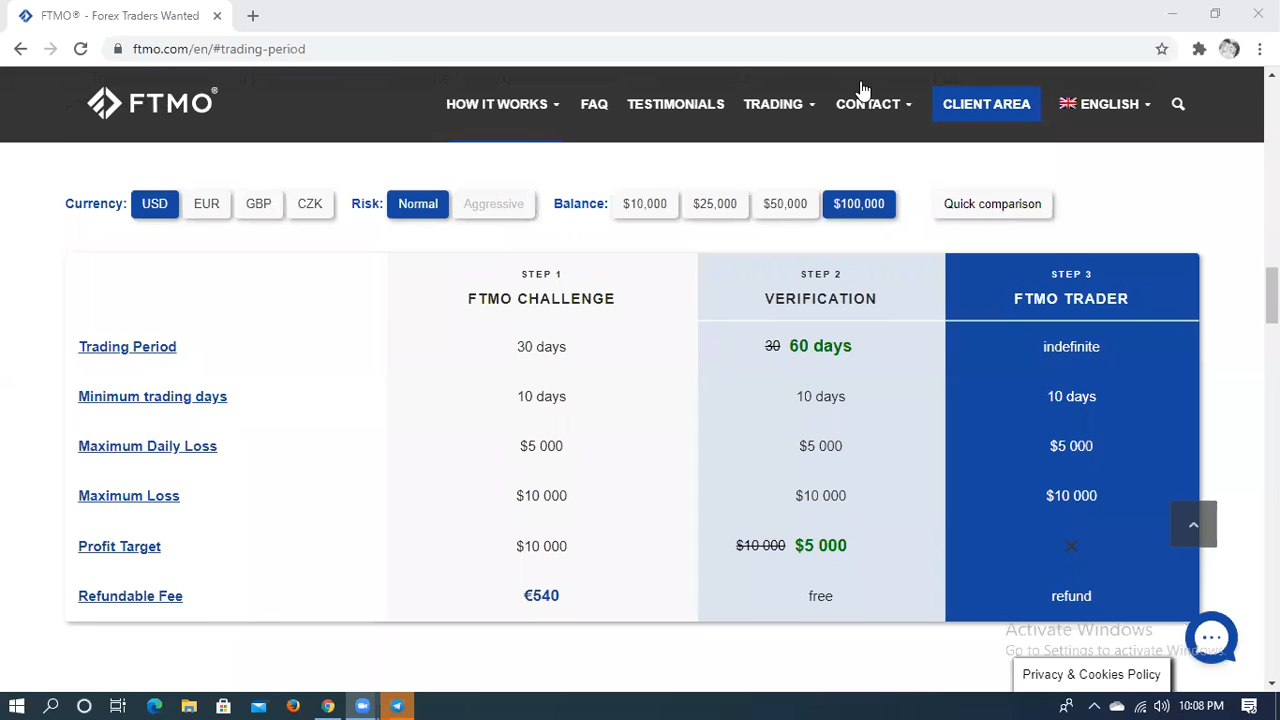 FTMO® - Forex Traders Wanted
ftmo.com/en/#trading-period
FTMO®
HOW IT WORKS
FAQ
TESTIMONIALS
TRADING
CONTACT
CLIENT AREA
ENGLISH
Currency: USD EUR GBP CZK Risk: Normal Aggressive Balance: $10,000 $25,000 $50,000 $100,000 Quick comparison
STEP 1 STEP 2 STEP 3
FTMO CHALLENGE VERIFICATION FTMO TRADER
Trading Period 30 days 30 60 days indefinite
Minimum trading days 10 days 10 days 10 days
Maximum Daily Loss $5 000 $5 000 $5 000
Maximum Loss $10 000 $10 000 $10 000
Profit Target $10 000 $10 000 $5 000
Refundable Fee €540 free refund
Activate Windows
Go to Settings to activate Windows.
Privacy & Cookies Policy
10:08 PM